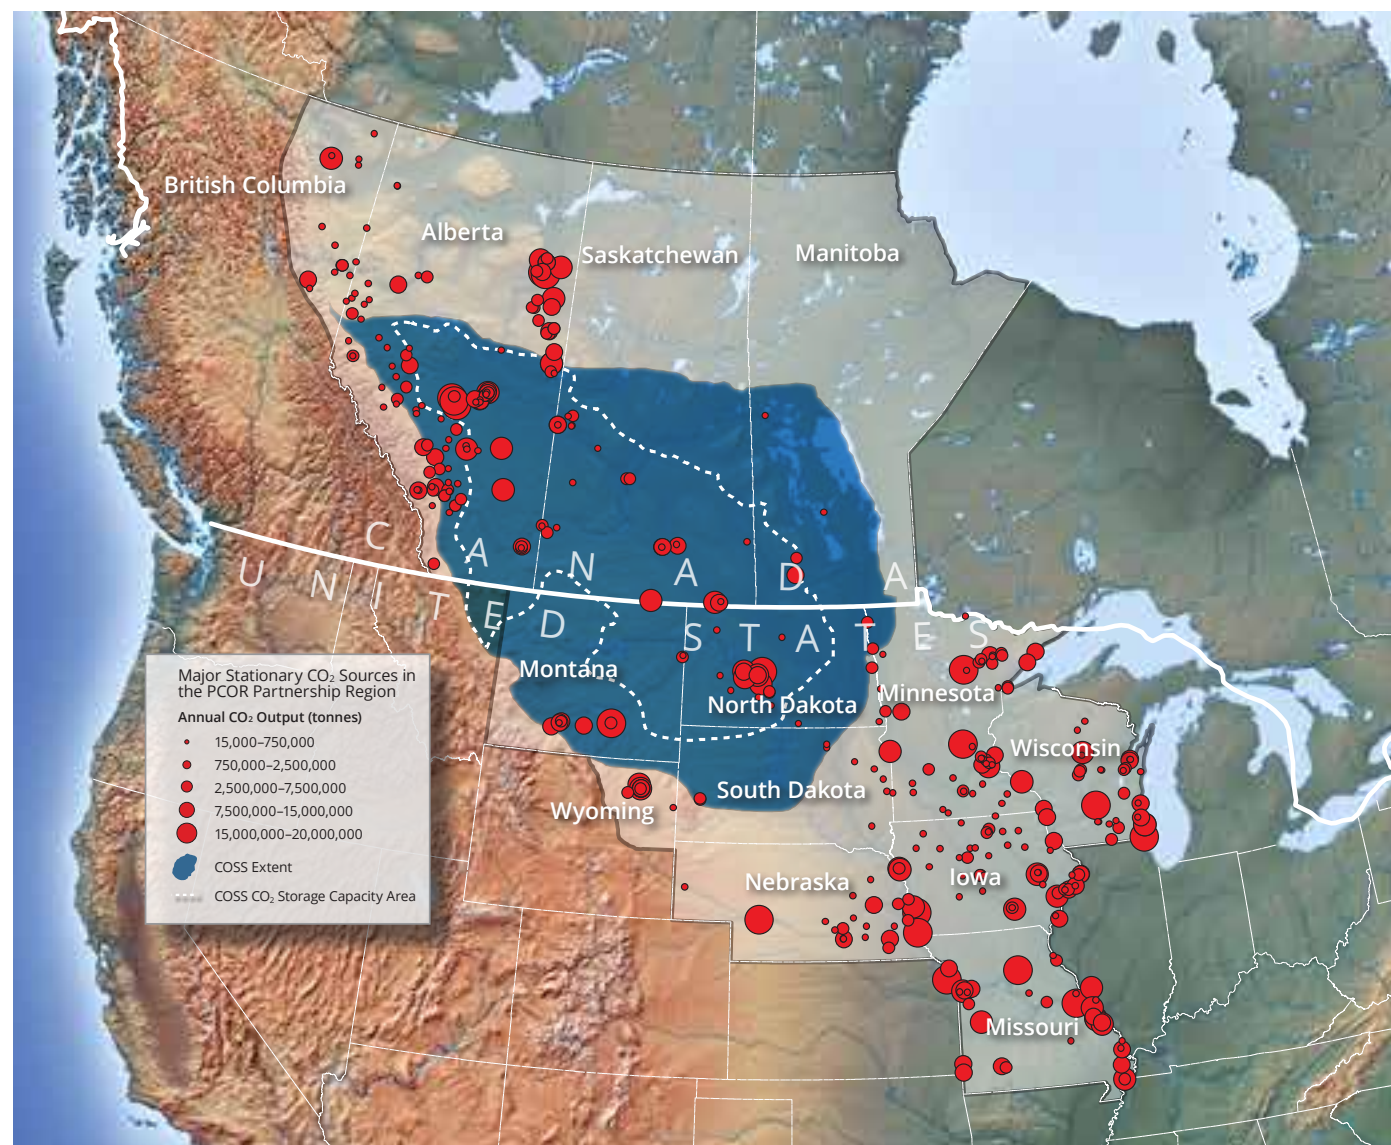 British Columbia
Alberta
Saskatchewan
Manitoba
C A N A D A
U N I T E D S T A T E S
Montana
North Dakota
Minnesota
Wisconsin
South Dakota
Wyoming
Nebraska
Iowa
Missouri
Major Stationary CO₂ Sources in
the PCOR Partnership Region
Annual CO₂ Output (tonnes)
15,000–750,000
750,000–2,500,000
2,500,000–7,500,000
7,500,000–15,000,000
15,000,000–20,000,000
COSS Extent
COSS CO₂ Storage Capacity Area